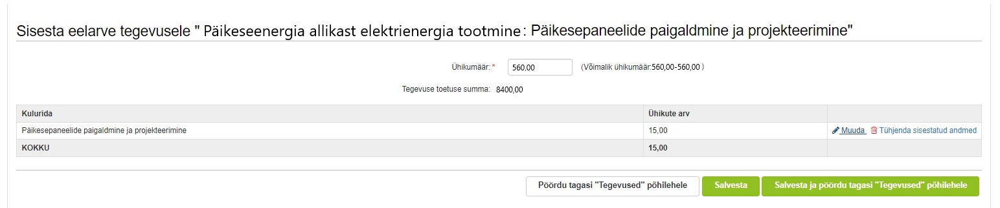 Sisesta eelarve tegevusele " Päikeseenergia allikast elektrienergia tootmine: Päikesepaneelide paigaldmine ja projekteerimine"
Ühikumäär: * 560,00 (Võimalik ühikumäär:560,00-560,00 )
Tegevuse toetuse summa: 8400,00
Kulurida Ühikute arv
Päikesepaneelide paigaldmine ja projekteerimine 15,00 Muuda Tühjenda sisestatud andmed
KOKKU 15,00
Pöördu tagasi "Tegevused" põhilehele Salvesta Salvesta ja pöördu tagasi "Tegevused" põhilehele